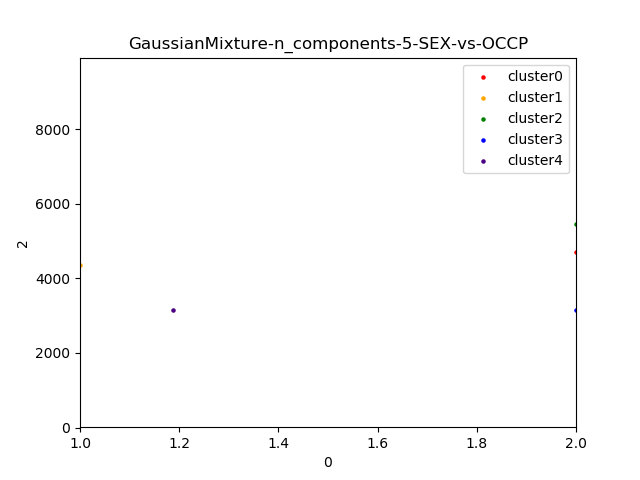 GaussianMixture-n_components-5-SEX-vs-OCCP
cluster0
cluster1
cluster2
cluster3
cluster4
8000
6000
4000
2000
0
2
1.0 1.2 1.4 1.6 1.8 2.0
0